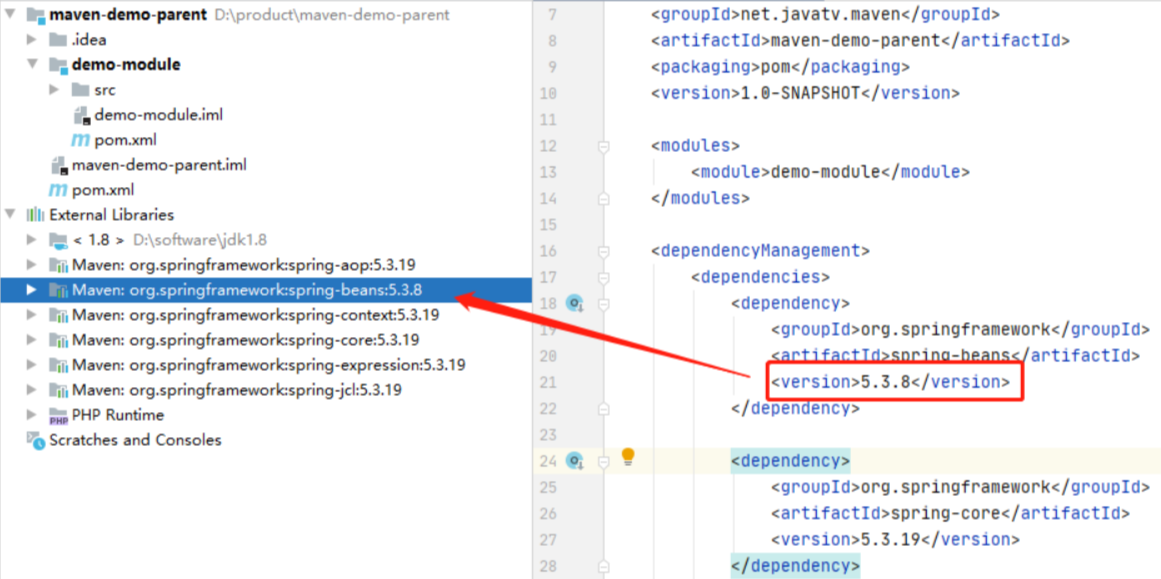 maven-demo-parent D:\product\maven-demo-parent
.idea
demo-module
src
demo-module.iml
pom.xml
maven-demo-parent.iml
pom.xml
External Libraries
< 1.8 > D:\software\jdk1.8
Maven: org.springframework:spring-aop:5.3.19
Maven: org.springframework:spring-beans:5.3.8
Maven: org.springframework:spring-context:5.3.19
Maven: org.springframework:spring-core:5.3.19
Maven: org.springframework:spring-expression:5.3.19
Maven: org.springframework:spring-jcl:5.3.19
PHP Runtime
Scratches and Consoles
7 <groupId>net.javatv.maven</groupId>
8 <artifactId>maven-demo-parent</artifactId>
9 <packaging>pom</packaging>
10 <version>1.0-SNAPSHOT</version>
11
12 <modules>
13 <module>demo-module</module>
14 </modules>
15
16 <dependencyManagement>
17 <dependencies>
18 <dependency>
19 <groupId>org.springframework</groupId>
20 <artifactId>spring-beans</artifactId>
21 <version>5.3.8</version>
22 </dependency>
23
24 <dependency>
25 <groupId>org.springframework</groupId>
26 <artifactId>spring-core</artifactId>
27 <version>5.3.19</version>
28 </dependency>